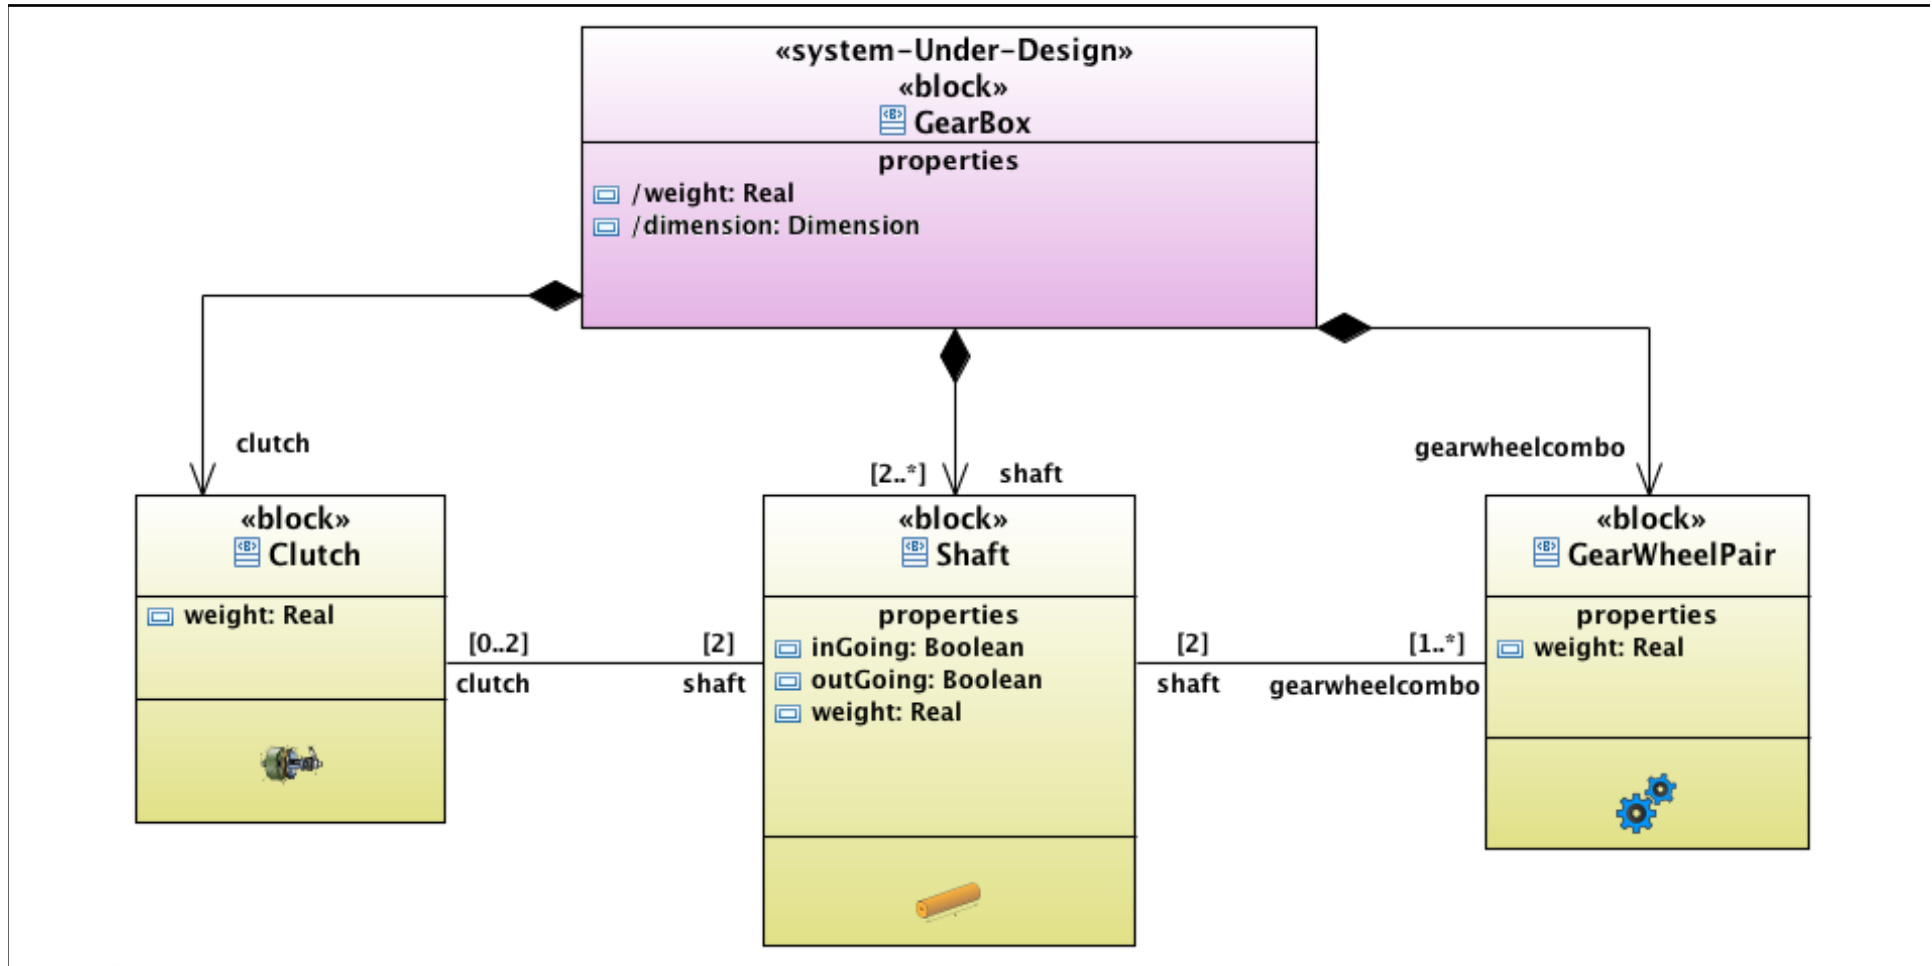 «system-Under-Design»
«block»
<B> GearBox
properties
/weight: Real
/dimension: Dimension
clutch
[2..*]
shaft
gearwheelcombo
«block»
<B> Clutch
weight: Real
[0..2]
clutch
[2]
shaft
«block»
<B> Shaft
properties
inGoing: Boolean
outGoing: Boolean
weight: Real
[2]
shaft
[1..*]
gearwheelcombo
«block»
<B> GearWheelPair
properties
weight: Real